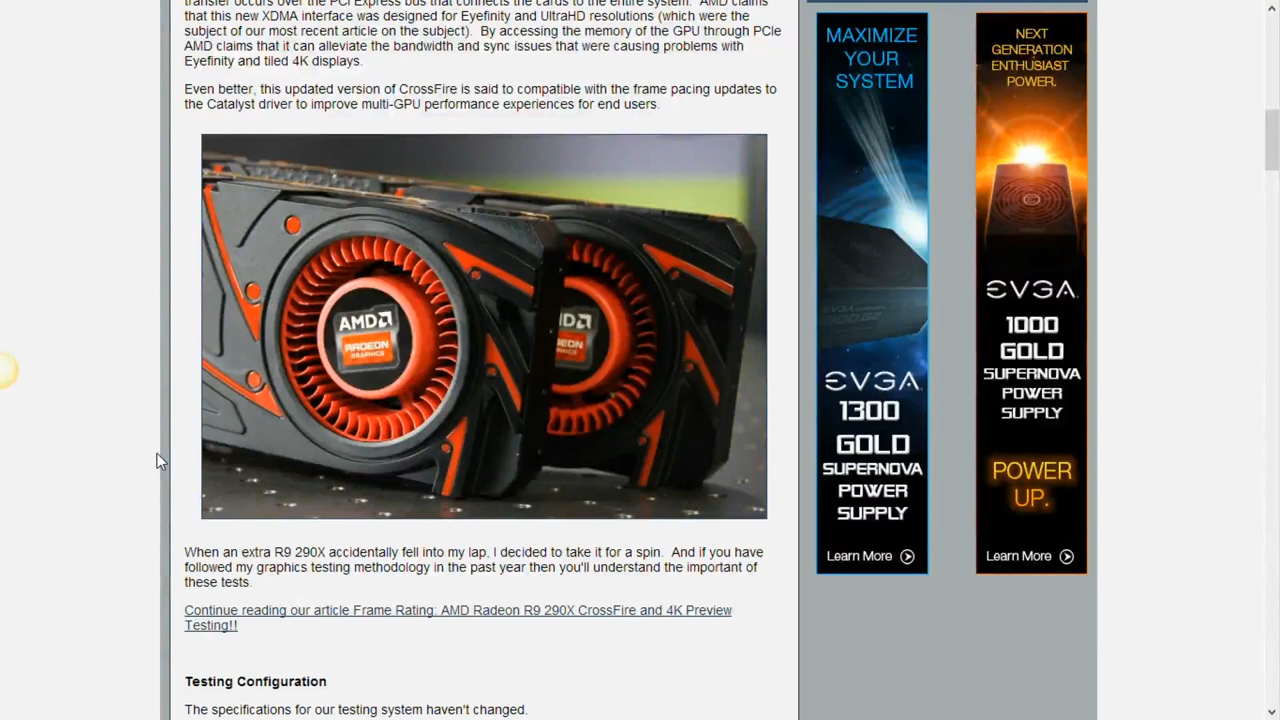 transfer occurs over the PCI Express bus that connects the cards to the entire system.  AMD claims
that this new XDMA interface was designed for Eyefinity and UltraHD resolutions (which were the
subject of our most recent article on the subject).  By accessing the memory of the GPU through PCIe
AMD claims that it can alleviate the bandwidth and sync issues that were causing problems with
Eyefinity and tiled 4K displays.
Even better, this updated version of CrossFire is said to compatible with the frame pacing updates to
the Catalyst driver to improve multi-GPU performance experiences for end users.
AMD
RADEON
GRAPHICS
When an extra R9 290X accidentally fell into my lap, I decided to take it for a spin.  And if you have
followed my graphics testing methodology in the past year then you'll understand the important of
these tests.
Continue reading our article Frame Rating: AMD Radeon R9 290X CrossFire and 4K Preview
Testing!!
Testing Configuration
The specifications for our testing system haven't changed.
MAXIMIZE
YOUR
SYSTEM
EVGA
1300
GOLD
SUPERNOVA
POWER
SUPPLY
Learn More
NEXT
GENERATION
ENTHUSIAST
POWER.
EVGA
1000
GOLD
SUPERNOVA
POWER
SUPPLY
POWER
UP.
Learn More